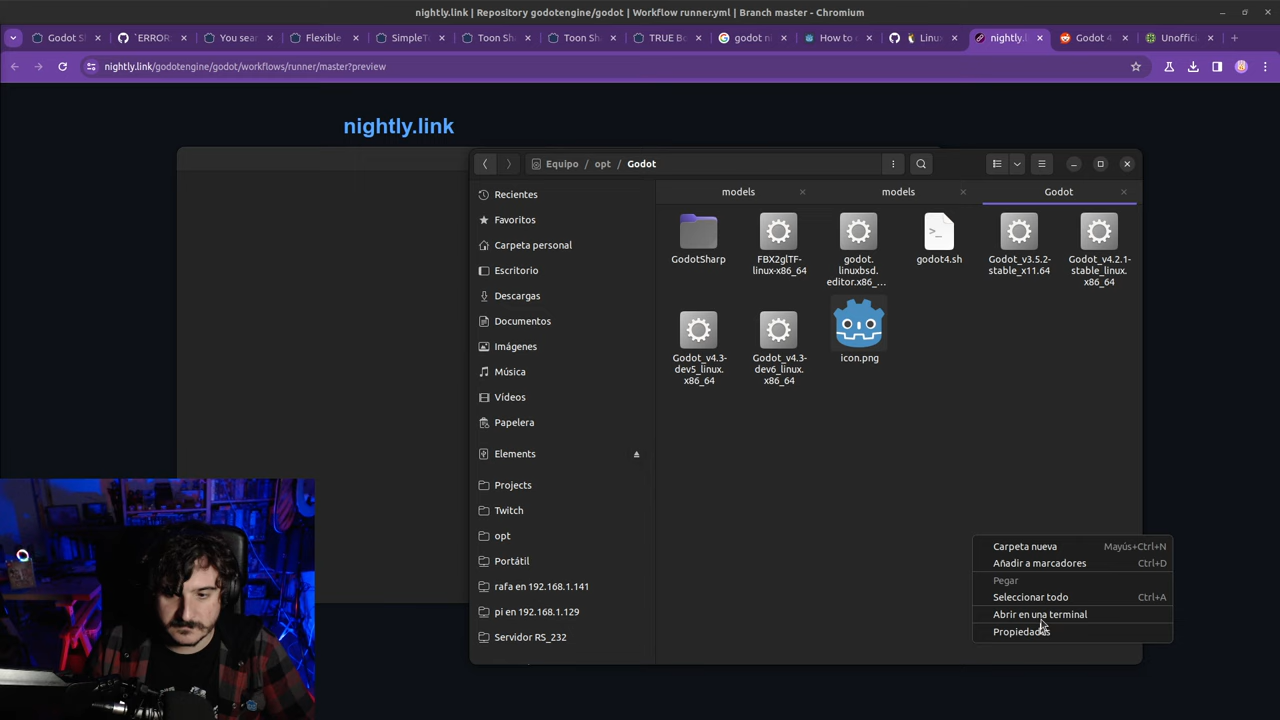 nightly.link | Repository godotengine/godot | Workflow runner.yml | Branch master - Chromium
Godot S
`ERROR:
You sear
Flexible
SimpleT
Toon Sh
Toon Sh
TRUE Bo
godot ni
How to c
Linux
nightly.l
Godot 4
Unoffici
nightly.link/godotengine/godot/workflows/runner/master?preview
nightly.link
Equipo / opt / Godot
models
models
Godot
Recientes
Favoritos
Carpeta personal
Escritorio
Descargas
Documentos
Imágenes
Música
Vídeos
Papelera
Elements
Projects
Twitch
opt
Portátil
rafa en 192.168.1.141
pi en 192.168.1.129
Servidor RS_232
GodotSharp
FBX2glTF-
linux-x86_64
godot.
linuxbsd.
editor.x86_...
godot4.sh
Godot_v3.5.2-
stable_x11.64
Godot_v4.2.1-
stable_linux.
x86_64
Godot_v4.3-
dev5_linux.
x86_64
Godot_v4.3-
dev6_linux.
x86_64
icon.png
Carpeta nueva Mayús+Ctrl+N
Añadir a marcadores Ctrl+D
Pegar
Seleccionar todo Ctrl+A
Abrir en una terminal
Propiedades